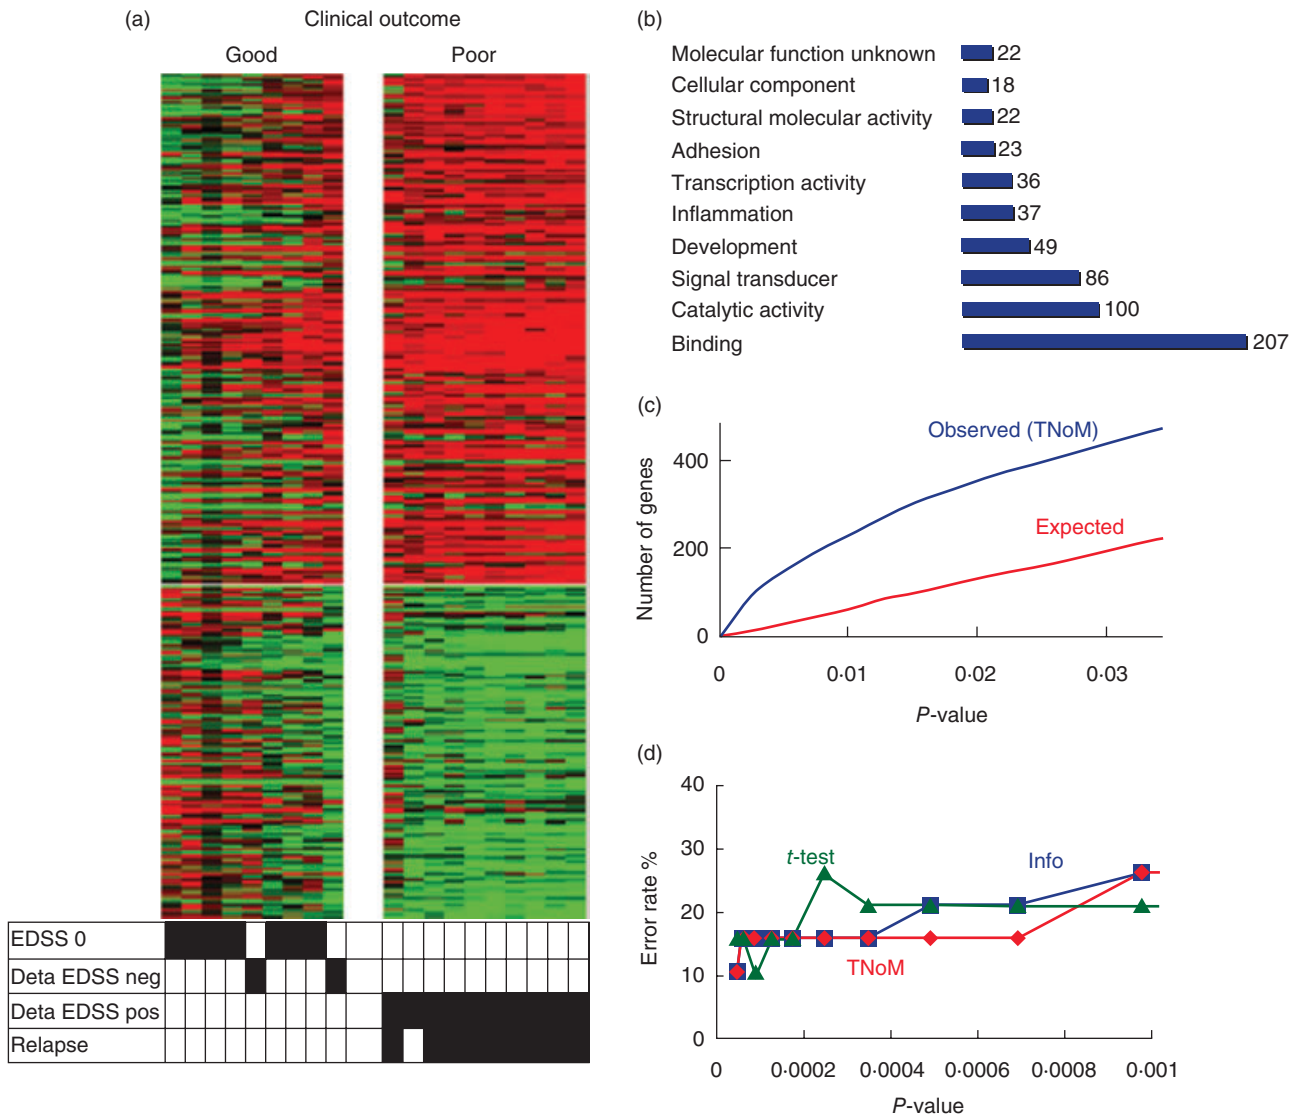 (a)
Clinical outcome
Good
Poor
EDSS 0
Deta EDSS neg
Deta EDSS pos
Relapse
(b)
Molecular function unknown 22
Cellular component 18
Structural molecular activity 22
Adhesion 23
Transcription activity 36
Inflammation 37
Development 49
Signal transducer 86
Catalytic activity 100
Binding 207
(c)
Number of genes
400
200
0
Observed (TNoM)
Expected
0 0·01 0·02 0·03
P-value
(d)
Error rate %
40
30
20
10
0
t-test
Info
TNoM
0 0·0002 0·0004 0·0006 0·0008 0·001
P-value